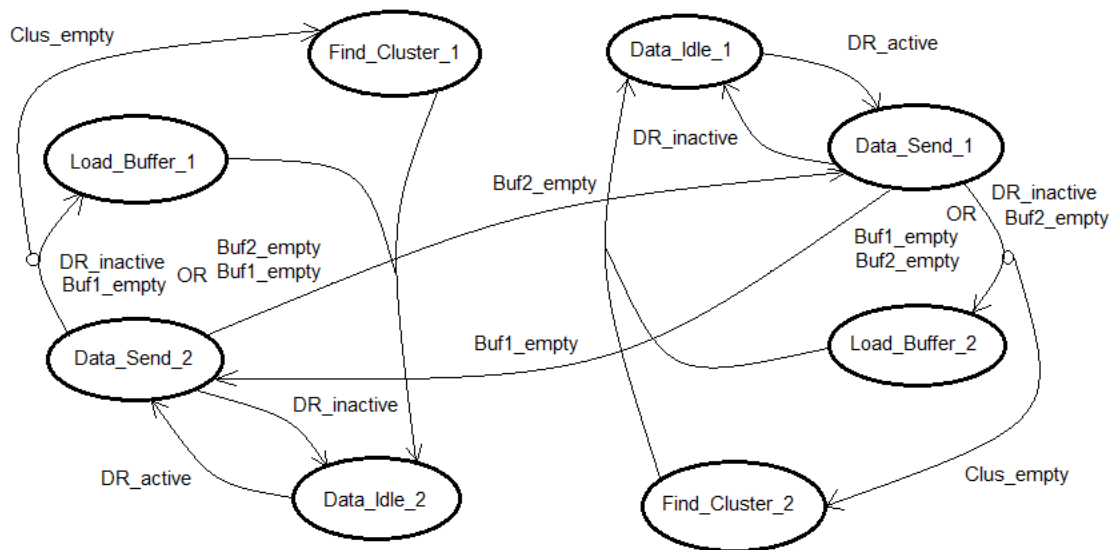 Clus_empty
Find_Cluster_1
Data_Idle_1
DR_active
Load_Buffer_1
DR_inactive
Data_Send_1
Buf2_empty
DR_inactive
OR
Buf2_empty
Buf1_empty
Buf2_empty
DR_inactive
Buf1_empty
OR
Buf2_empty
Buf1_empty
Data_Send_2
Buf1_empty
Load_Buffer_2
DR_inactive
DR_active
Data_Idle_2
Find_Cluster_2
Clus_empty